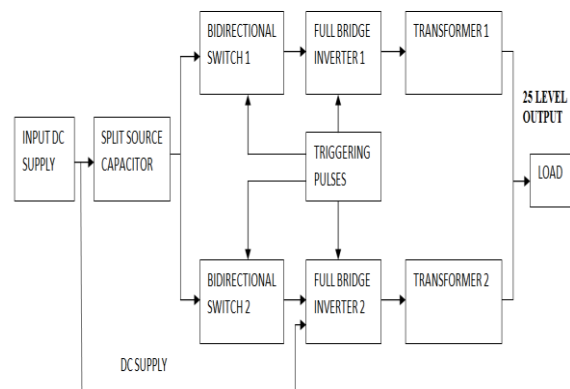 BIDIRECTIONAL
SWITCH 1
FULL BRIDGE
INVERTER 1
TRANSFORMER 1
25 LEVEL
OUTPUT
INPUT DC
SUPPLY
SPLIT SOURCE
CAPACITOR
TRIGGERING
PULSES
LOAD
BIDIRECTIONAL
SWITCH 2
FULL BRIDGE
INVERTER 2
TRANSFORMER 2
DC SUPPLY